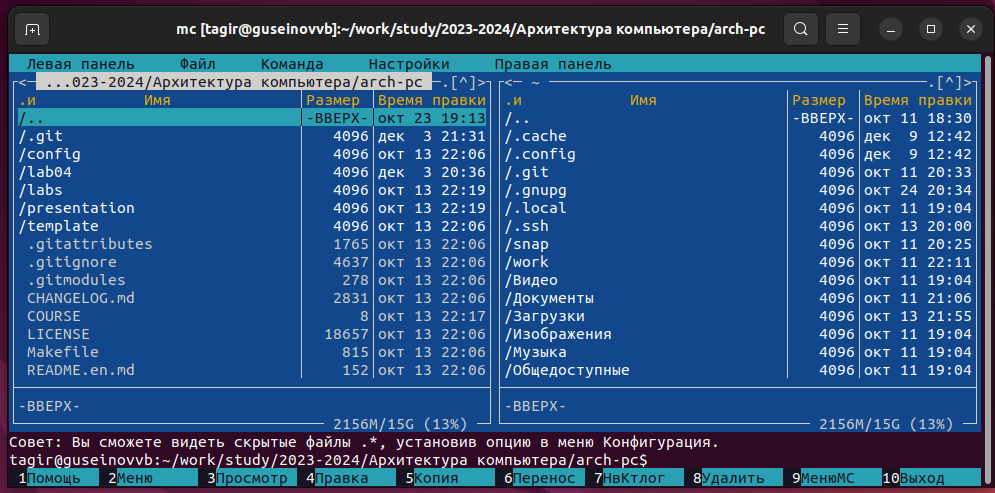 mc [tagir@guseinovvb]:~/work/study/2023-2024/Архитектура компьютера/arch-pc
Левая панель Файл Команда Настройки Правая панель
<─ ...023-2024/Архитектура компьютера/arch-pc ─.[^]> <─ ~ ─.[^]>
.и Имя Размер Время правки .и Имя Размер Время правки
/.. -ВВЕРХ- окт 23 19:13 /.. -ВВЕРХ- окт 11 18:30
/.git 4096 дек 3 21:31 /.cache 4096 дек 9 12:42
/config 4096 окт 13 22:06 /.config 4096 дек 9 12:42
/lab04 4096 дек 3 20:36 /.git 4096 окт 11 20:33
/labs 4096 окт 13 22:19 /.gnupg 4096 окт 24 20:34
/presentation 4096 окт 13 22:19 /.local 4096 окт 11 19:04
/template 4096 окт 13 22:06 /.ssh 4096 окт 13 20:00
.gitattributes 1765 окт 13 22:06 /snap 4096 окт 11 20:25
.gitignore 4637 окт 13 22:06 /work 4096 окт 11 22:11
.gitmodules 278 окт 13 22:06 /Видео 4096 окт 11 19:04
CHANGELOG.md 2831 окт 13 22:06 /Документы 4096 окт 11 21:06
COURSE 8 окт 13 22:17 /Загрузки 4096 окт 13 21:55
LICENSE 18657 окт 13 22:06 /Изображения 4096 окт 11 19:04
Makefile 815 окт 13 22:06 /Музыка 4096 окт 11 19:04
README.en.md 152 окт 13 22:06 /Общедоступные 4096 окт 11 19:04
-ВВЕРХ- -ВВЕРХ-
2156M/15G (13%) 2156M/15G (13%)
Совет: Вы сможете видеть скрытые файлы .*, установив опцию в меню Конфигурация.
tagir@guseinovvb:~/work/study/2023-2024/Архитектура компьютера/arch-pc$
1Помощь 2Меню 3Просмотр 4Правка 5Копия 6Перенос 7НвКтлог 8Удалить 9МенюМС 10Выход